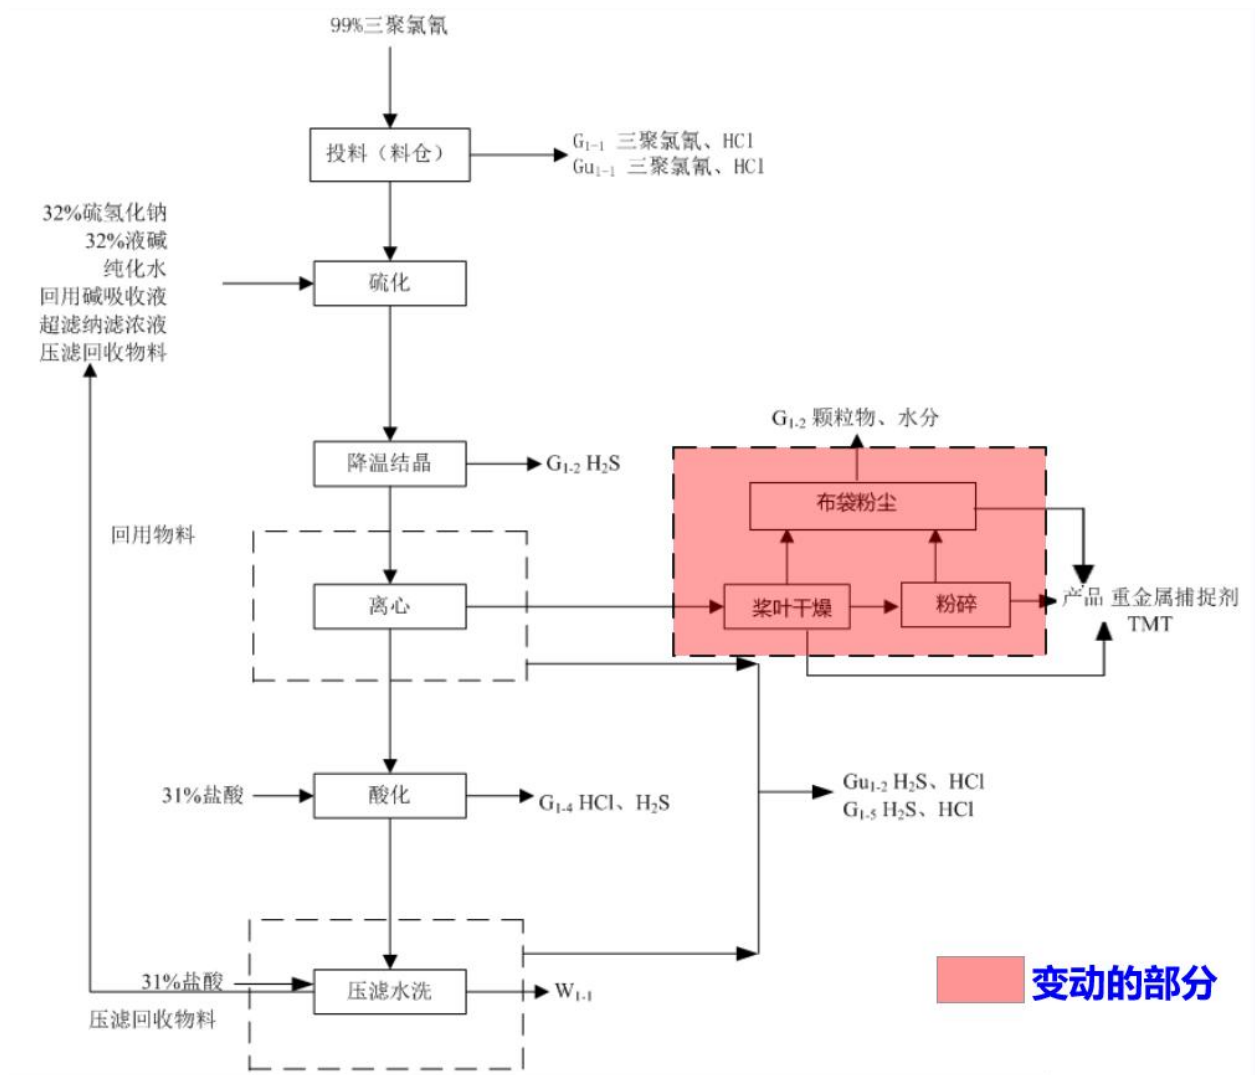 99%三聚氯氰
投料（料仓）
G₁₋₁ 三聚氯氰、HCl
Gu₁₋₁ 三聚氯氰、HCl
32%硫氢化钠
32%液碱
纯化水
回用碱吸收液
超滤纳滤浓液
压滤回收物料
硫化
降温结晶
G₁₋₂ H₂S
G₁₋₂ 颗粒物、水分
布袋粉尘
回用物料
离心
桨叶干燥
粉碎
产品 重金属捕捉剂
TMT
31%盐酸
酸化
G₁₋₄ HCl、H₂S
Gu₁₋₂ H₂S、HCl
G₁₋₅ H₂S、HCl
31%盐酸
压滤水洗
W₁₋₁
压滤回收物料
变动的部分